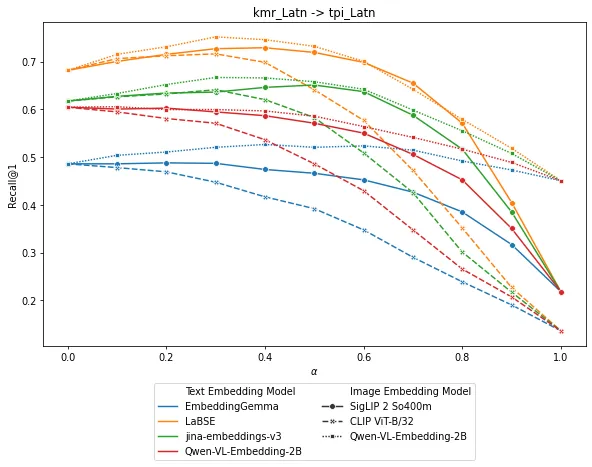 kmr_Latn -> tpi_Latn
Recall@1
0.7
0.6
0.5
0.4
0.3
0.2
0.0 0.2 0.4 0.6 0.8 1.0
α
Text Embedding Model Image Embedding Model
EmbeddingGemma SigLIP 2 So400m
LaBSE CLIP ViT-B/32
jina-embeddings-v3 Qwen-VL-Embedding-2B
Qwen-VL-Embedding-2B